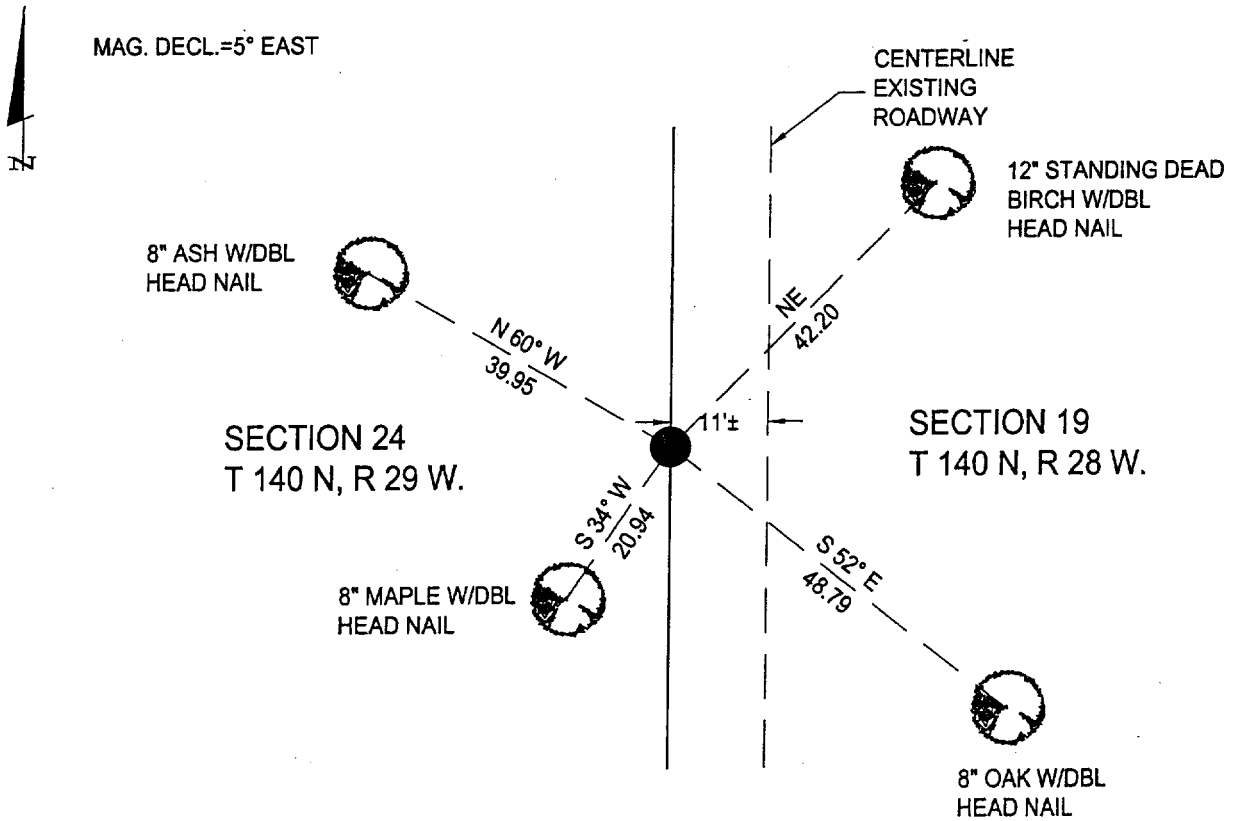 MAG. DECL.=5° EAST
N
CENTERLINE
EXISTING
ROADWAY
12" STANDING DEAD
BIRCH W/DBL
HEAD NAIL
8" ASH W/DBL
HEAD NAIL
N 60° W
39.95
NE
42.20
11'±
SECTION 24
T 140 N, R 29 W.
SECTION 19
T 140 N, R 28 W.
S 34° W
20.94
S 52° E
48.79
8" MAPLE W/DBL
HEAD NAIL
8" OAK W/DBL
HEAD NAIL